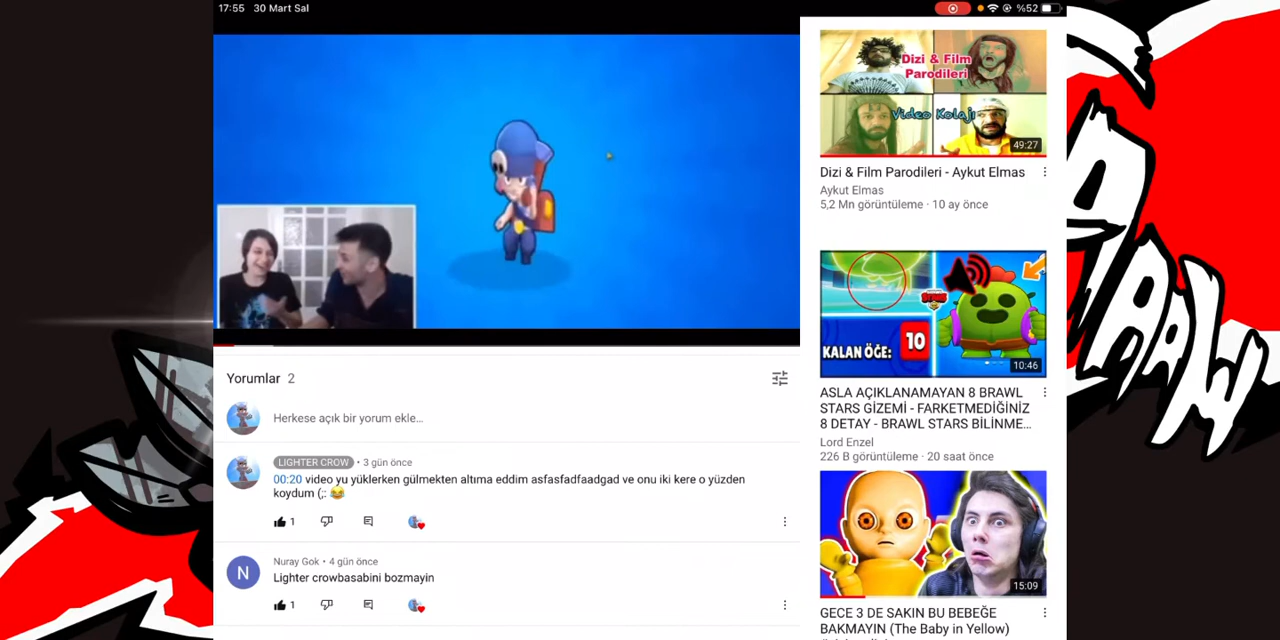 17:55 30 Mart Sal
%52
Dizi & Film
Parodileri
Video Kolajı
49:27
Dizi & Film Parodileri - Aykut Elmas
Aykut Elmas
5,2 Mn görüntüleme · 10 ay önce
STARS
KALAN ÖĞE: 10
10:46
ASLA AÇIKLANAMAYAN 8 BRAWL
STARS GİZEMİ - FARKETMEDİĞİNİZ
8 DETAY - BRAWL STARS BİLİNME...
Lord Enzel
226 B görüntüleme · 20 saat önce
15:09
GECE 3 DE SAKIN BU BEBEĞE
BAKMAYIN (The Baby in Yellow)
Yorumlar 2
Herkese açık bir yorum ekle...
LIGHTER CROW • 3 gün önce
00:20 video yu yüklerken gülmekten altıma eddim asfasfadfaadgad ve onu iki kere o yüzden
koydum (;: 😂
1
N
Nuray Gok • 4 gün önce
Lighter crowbasabini bozmayin
1